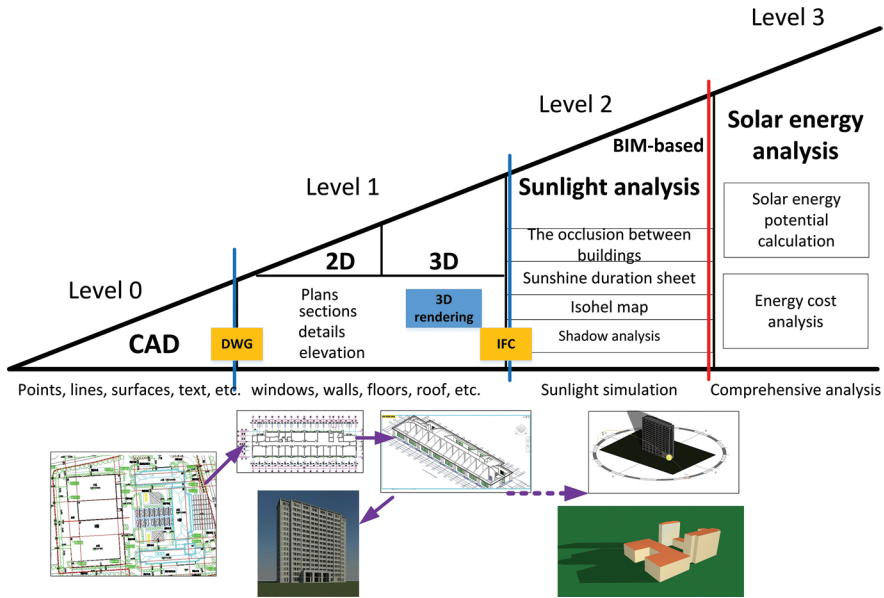 Level 3
Level 2
BIM-based
Solar energy
analysis
Level 1
Sunlight analysis
Solar energy
potential
calculation
The occlusion between
buildings
2D
3D
Sunshine duration sheet
Level 0
Plans
sections
details
elevation
3D
rendering
Isohel map
Energy cost
analysis
CAD
DWG
IFC
Shadow analysis
Points, lines, surfaces, text, etc.
windows, walls, floors, roof, etc.
Sunlight simulation
Comprehensive analysis